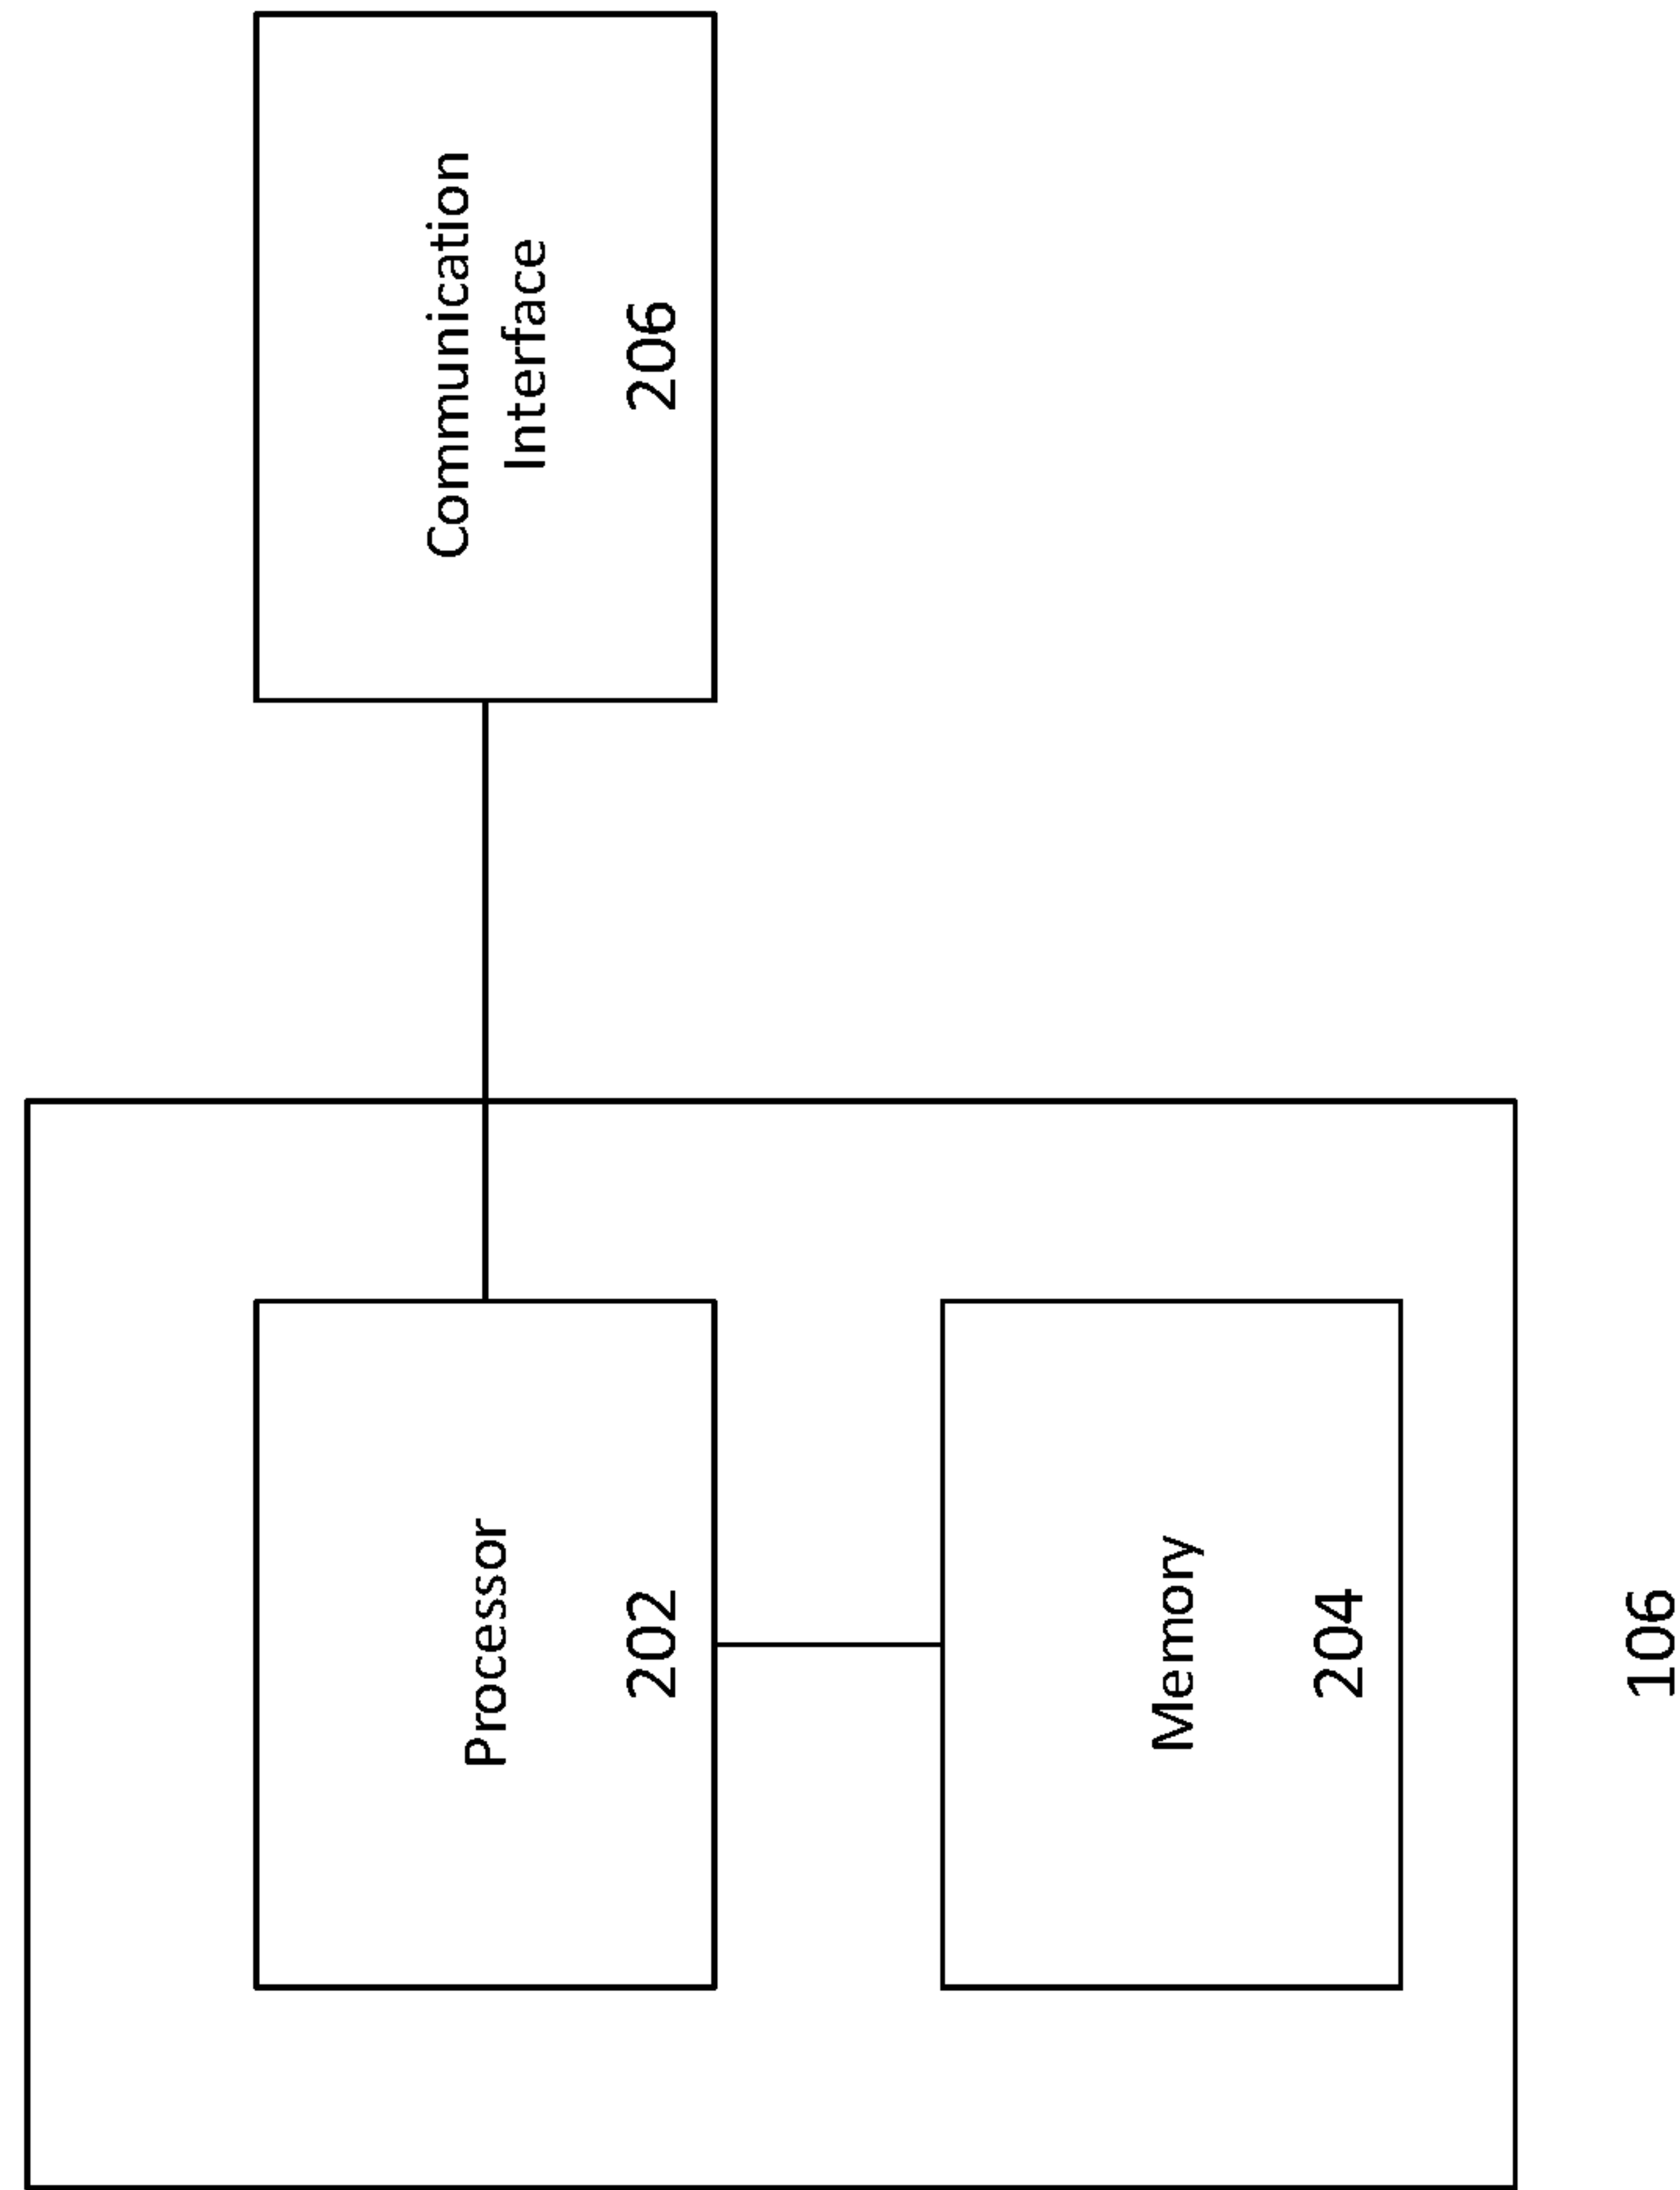 Processor
202
Communication
Interface
206
Memory
204
106